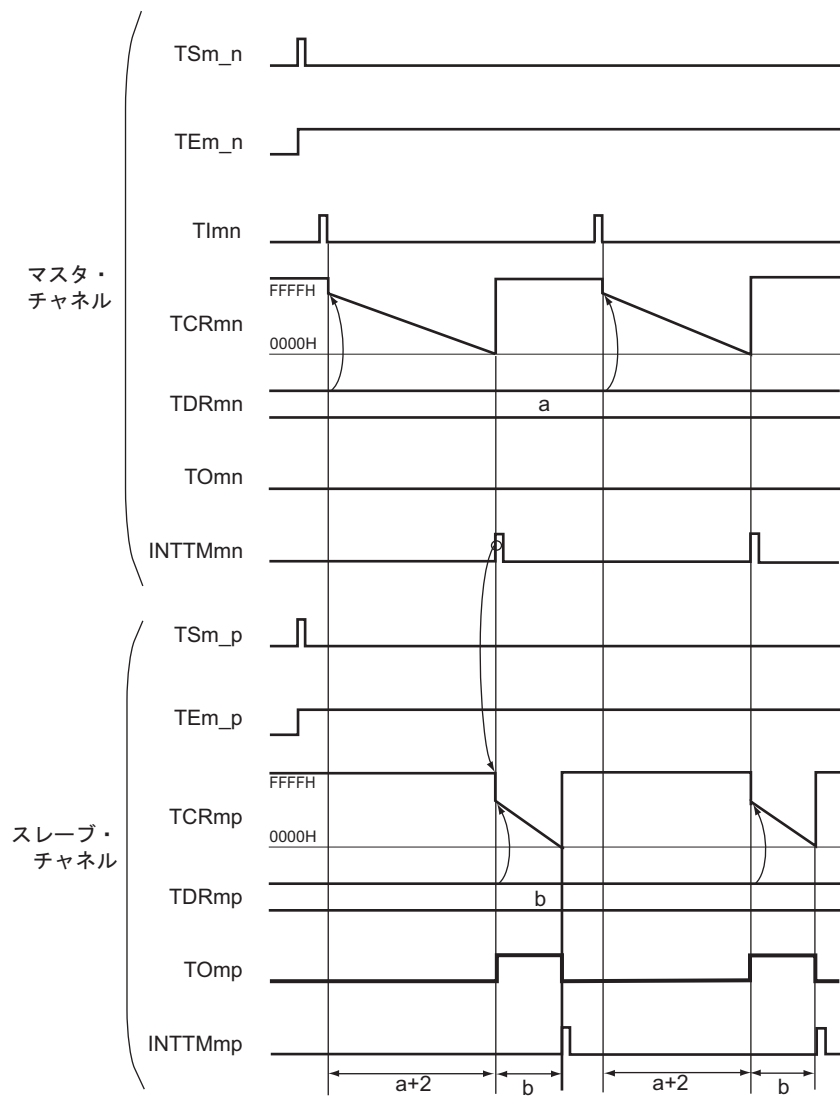 マスタ・
チャネル
TSm_n
TEm_n
TImn
TCRmn
FFFFH
0000H
TDRmn
a
TOmn
INTTMmn
スレーブ・
チャネル
TSm_p
TEm_p
TCRmp
FFFFH
0000H
TDRmp
b
TOmp
INTTMmp
a+2
b
a+2
b